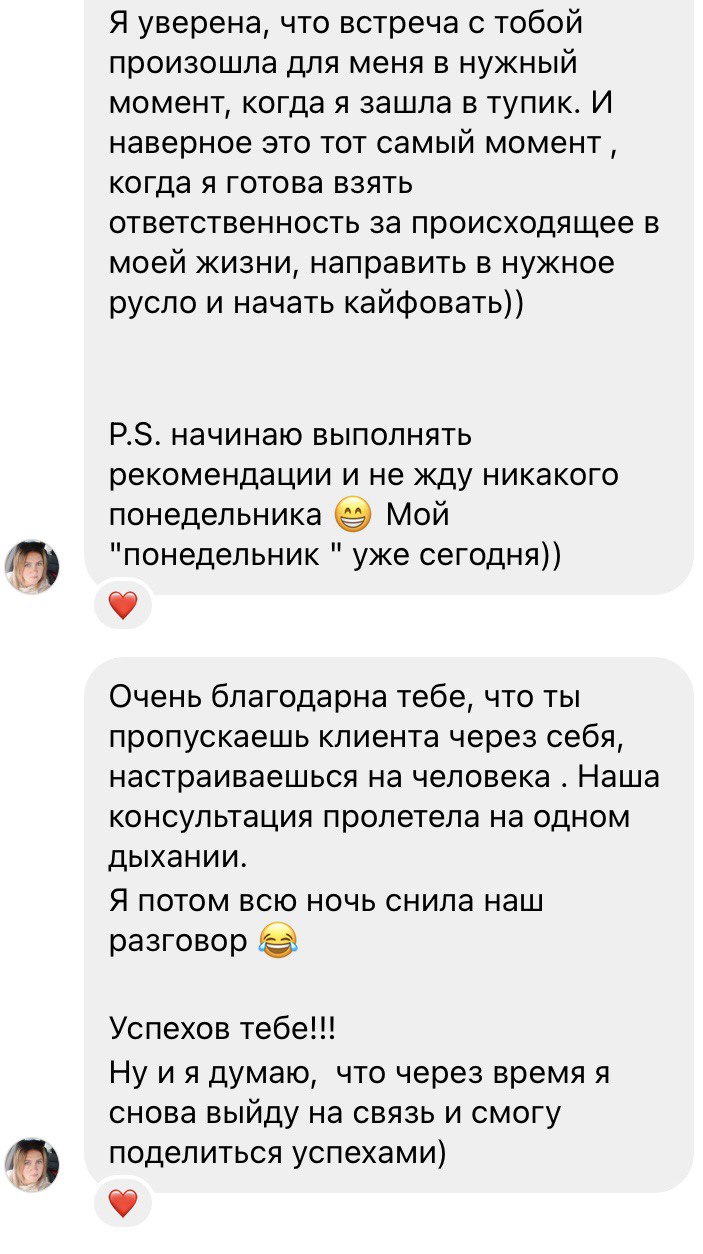 Я уверена, что встреча с тобой
произошла для меня в нужный
момент, когда я зашла в тупик. И
наверное это тот самый момент ,
когда я готова взять
ответственность за происходящее в
моей жизни, направить в нужное
русло и начать кайфовать))
P.S. начинаю выполнять
рекомендации и не жду никакого
понедельника 😁 Мой
"понедельник " уже сегодня))
Очень благодарна тебе, что ты
пропускаешь клиента через себя,
настраиваешься на человека . Наша
консультация пролетела на одном
дыхании.
Я потом всю ночь снила наш
разговор 😂
Успехов тебе!!!
Ну и я думаю,  что через время я
снова выйду на связь и смогу
поделиться успехами)